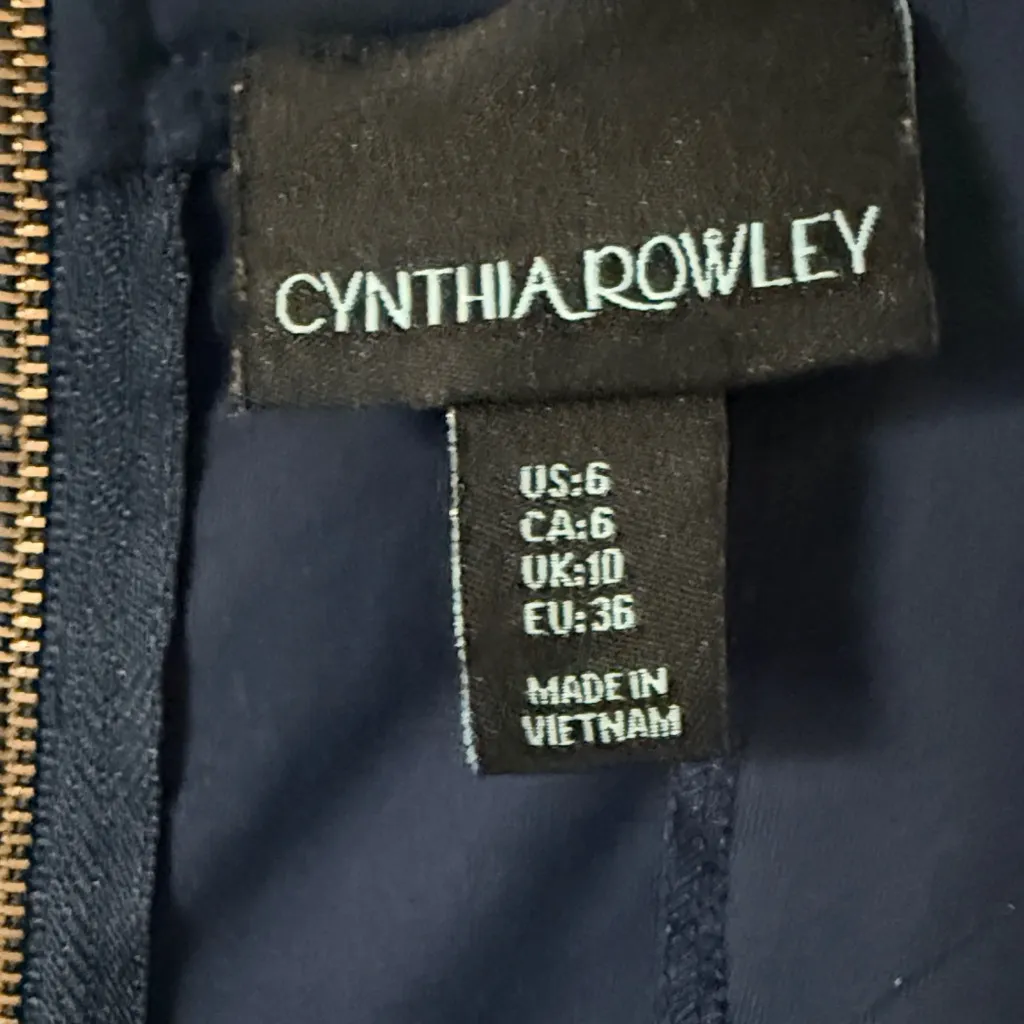 CYNTHIA ROWLEY
US:6
CA:6
UK:10
EU:36
MADE IN
VIETNAM